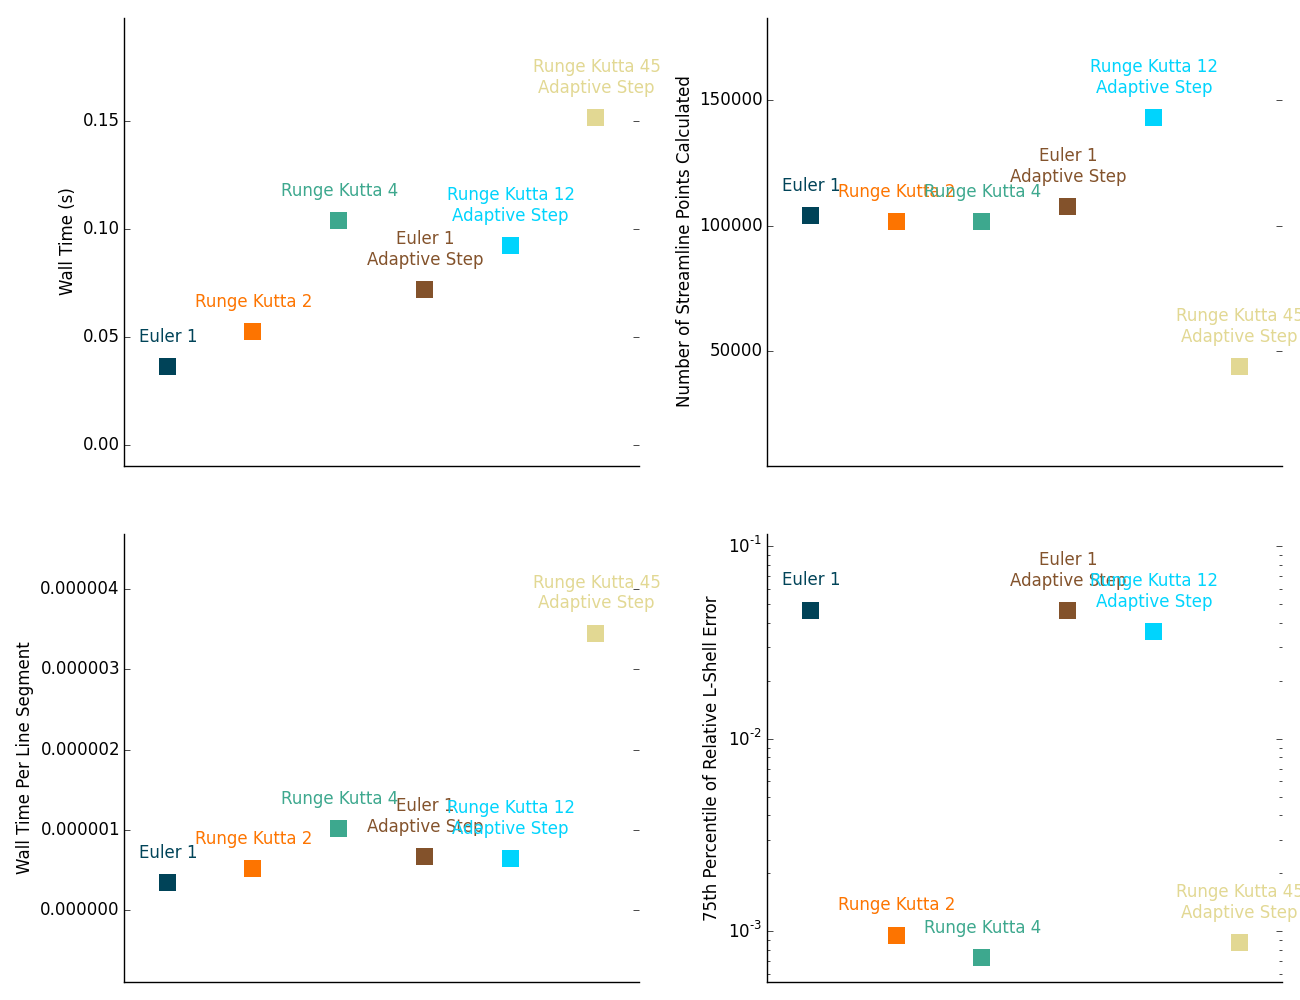 Wall Time (s)
0.15
0.10
0.05
0.00
Euler 1
Runge Kutta 2
Runge Kutta 4
Euler 1
Adaptive Step
Runge Kutta 12
Adaptive Step
Runge Kutta 45
Adaptive Step
Number of Streamline Points Calculated
150000
100000
50000
Euler 1
Runge Kutta 2
Runge Kutta 4
Euler 1
Adaptive Step
Runge Kutta 12
Adaptive Step
Runge Kutta 45
Adaptive Step
Wall Time Per Line Segment
0.000004
0.000003
0.000002
0.000001
0.000000
Euler 1
Runge Kutta 2
Runge Kutta 4
Euler 1
Adaptive Step
Runge Kutta 12
Adaptive Step
Runge Kutta 45
Adaptive Step
75th Percentile of Relative L-Shell Error
10^-1
10^-2
10^-3
Euler 1
Runge Kutta 2
Runge Kutta 4
Euler 1
Adaptive Step
Runge Kutta 12
Adaptive Step
Runge Kutta 45
Adaptive Step